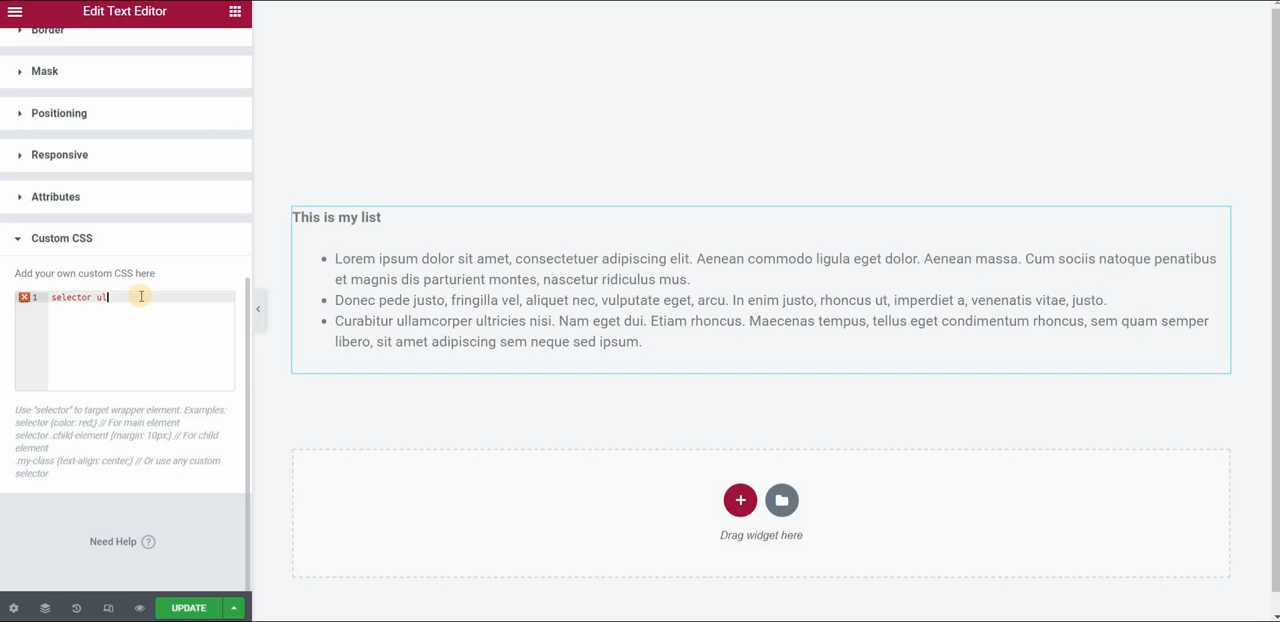 Edit Text Editor
Border
Mask
Positioning
Responsive
Attributes
Custom CSS
Add your own custom CSS here
1 selector ul
Use "selector" to target wrapper element. Examples:
selector {color: red;} // For main element
selector .child-element {margin: 10px;} // For child
element
.my-class {text-align: center;} // Or use any custom
selector
Need Help ?
UPDATE
This is my list
• Lorem ipsum dolor sit amet, consectetuer adipiscing elit. Aenean commodo ligula eget dolor. Aenean massa. Cum sociis natoque penatibus
et magnis dis parturient montes, nascetur ridiculus mus.
• Donec pede justo, fringilla vel, aliquet nec, vulputate eget, arcu. In enim justo, rhoncus ut, imperdiet a, venenatis vitae, justo.
• Curabitur ullamcorper ultricies nisi. Nam eget dui. Etiam rhoncus. Maecenas tempus, tellus eget condimentum rhoncus, sem quam semper
libero, sit amet adipiscing sem neque sed ipsum.
Drag widget here